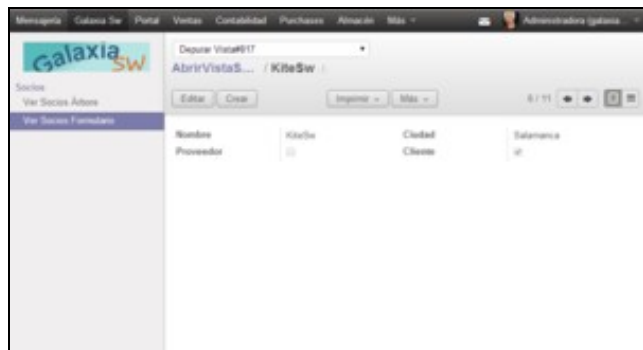 Mensajería Galaxia Sw Portal Ventas Contabilidad Purchases Almacén Más Administradora (galaxia...
Galaxia SW
Depurar Vista#817
AbrirVistaS... / KiteSw
Socios
Ver Socios Árbore
Ver Socios Formulario
Editar Crear Imprimir Más 6 / 11
Nombre KiteSw Ciudad Salamanca
Proveedor Cliente